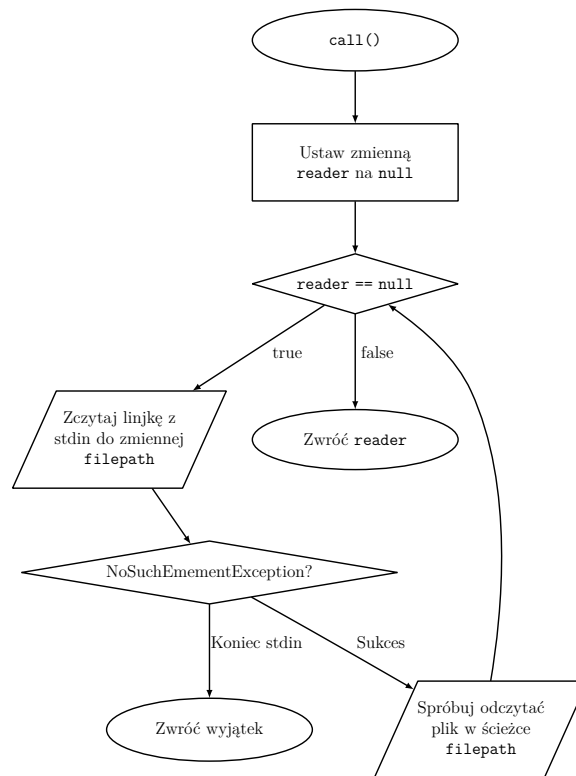 call()
Ustaw zmienną
reader na null
reader == null
true
false
Zczytaj linjkę z
stdin do zmiennej
filepath
Zwróć reader
NoSuchEmementException?
Koniec stdin
Sukces
Zwróć wyjątek
Spróbuj odczytać
plik w ścieżce
filepath